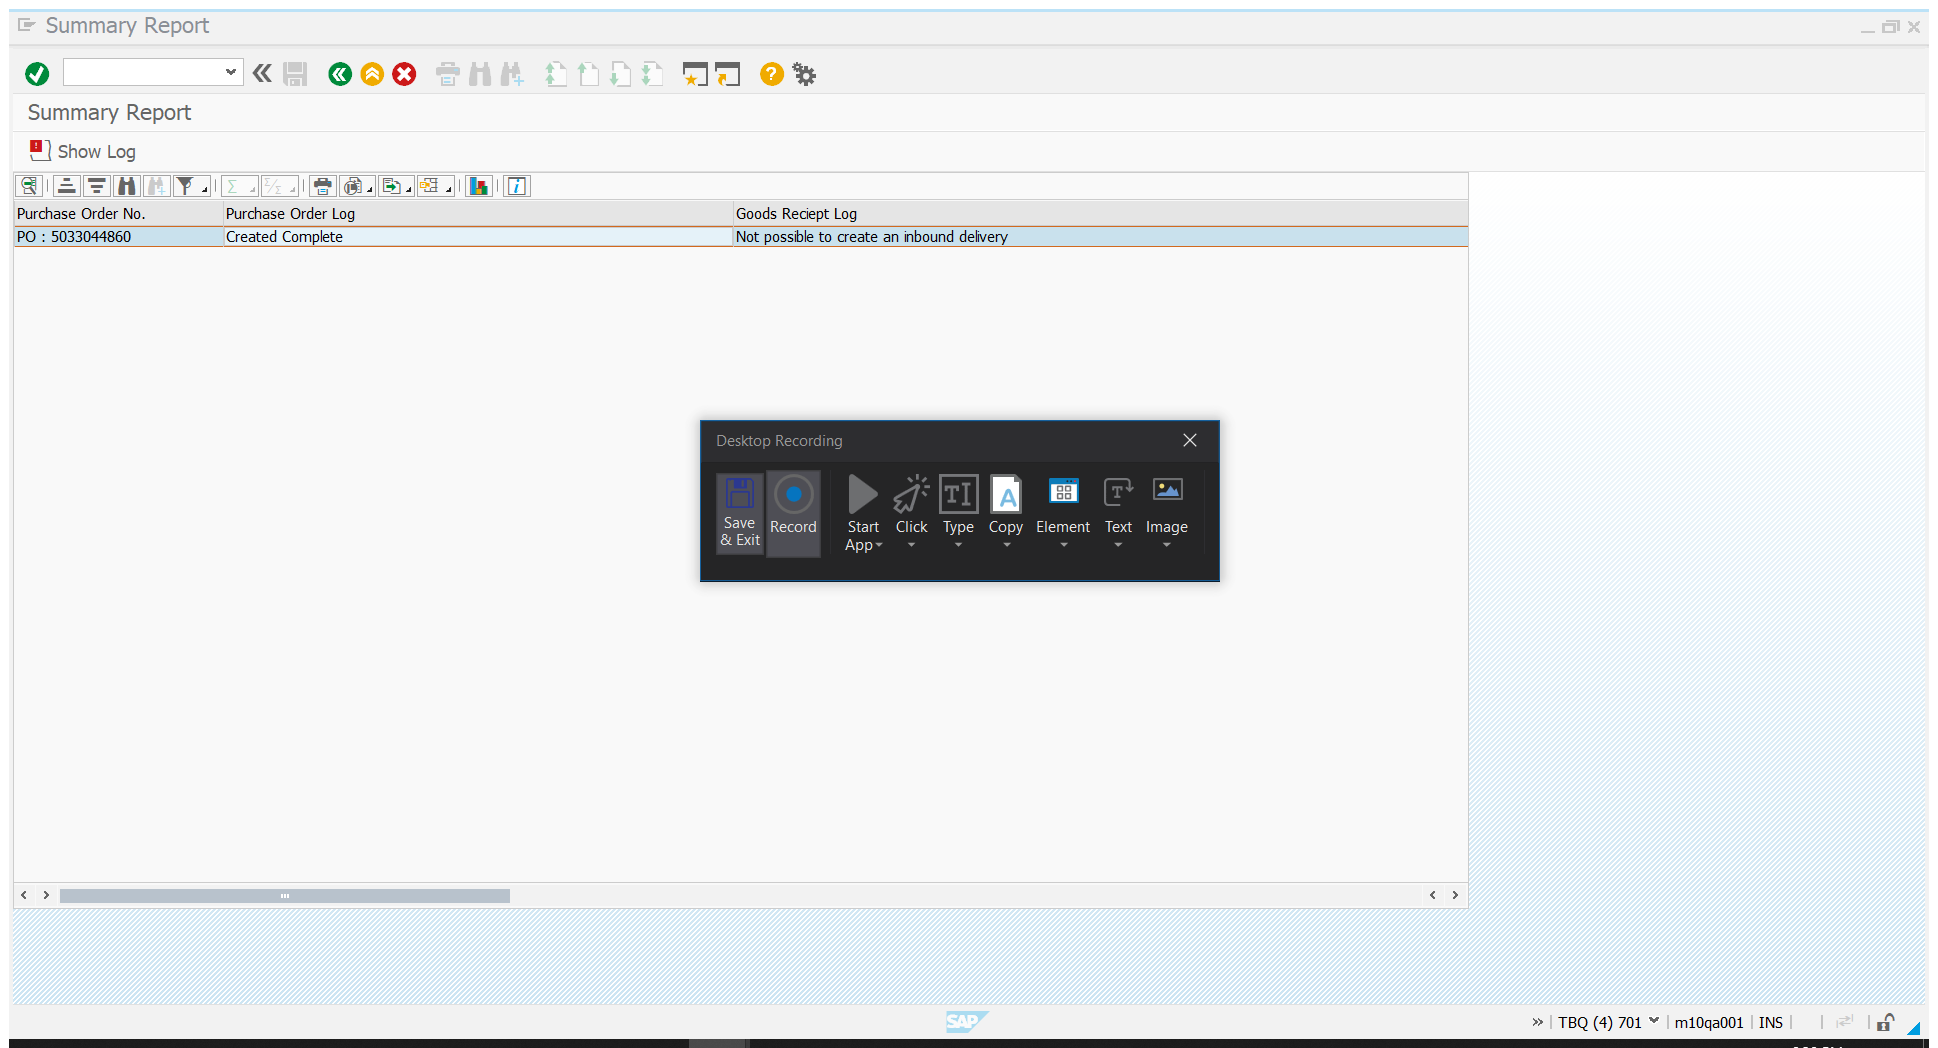 Summary Report
Summary Report
Show Log
Purchase Order No. Purchase Order Log Goods Reciept Log
PO : 5033044860 Created Complete Not possible to create an inbound delivery
Desktop Recording
Save & Exit
Record
Start App
Click
Type
Copy
Element
Text
Image
SAP
TBQ (4) 701 m10qa001 INS